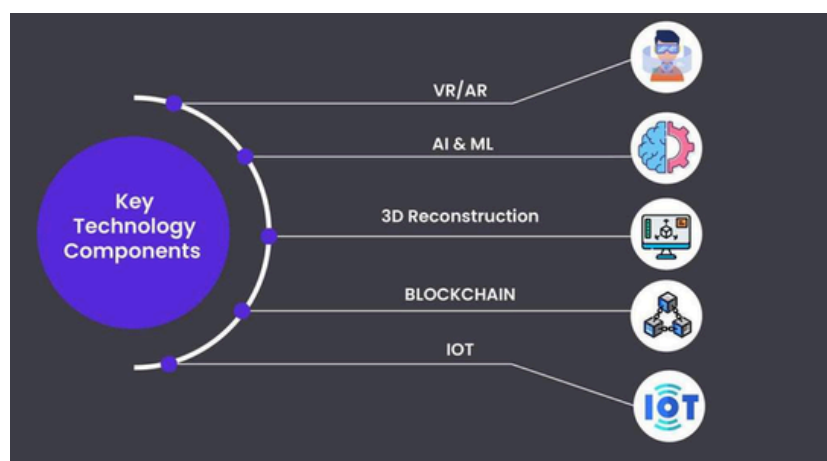 Key
Technology
Components
VR/AR
AI & ML
3D Reconstruction
BLOCKCHAIN
IOT
IOT